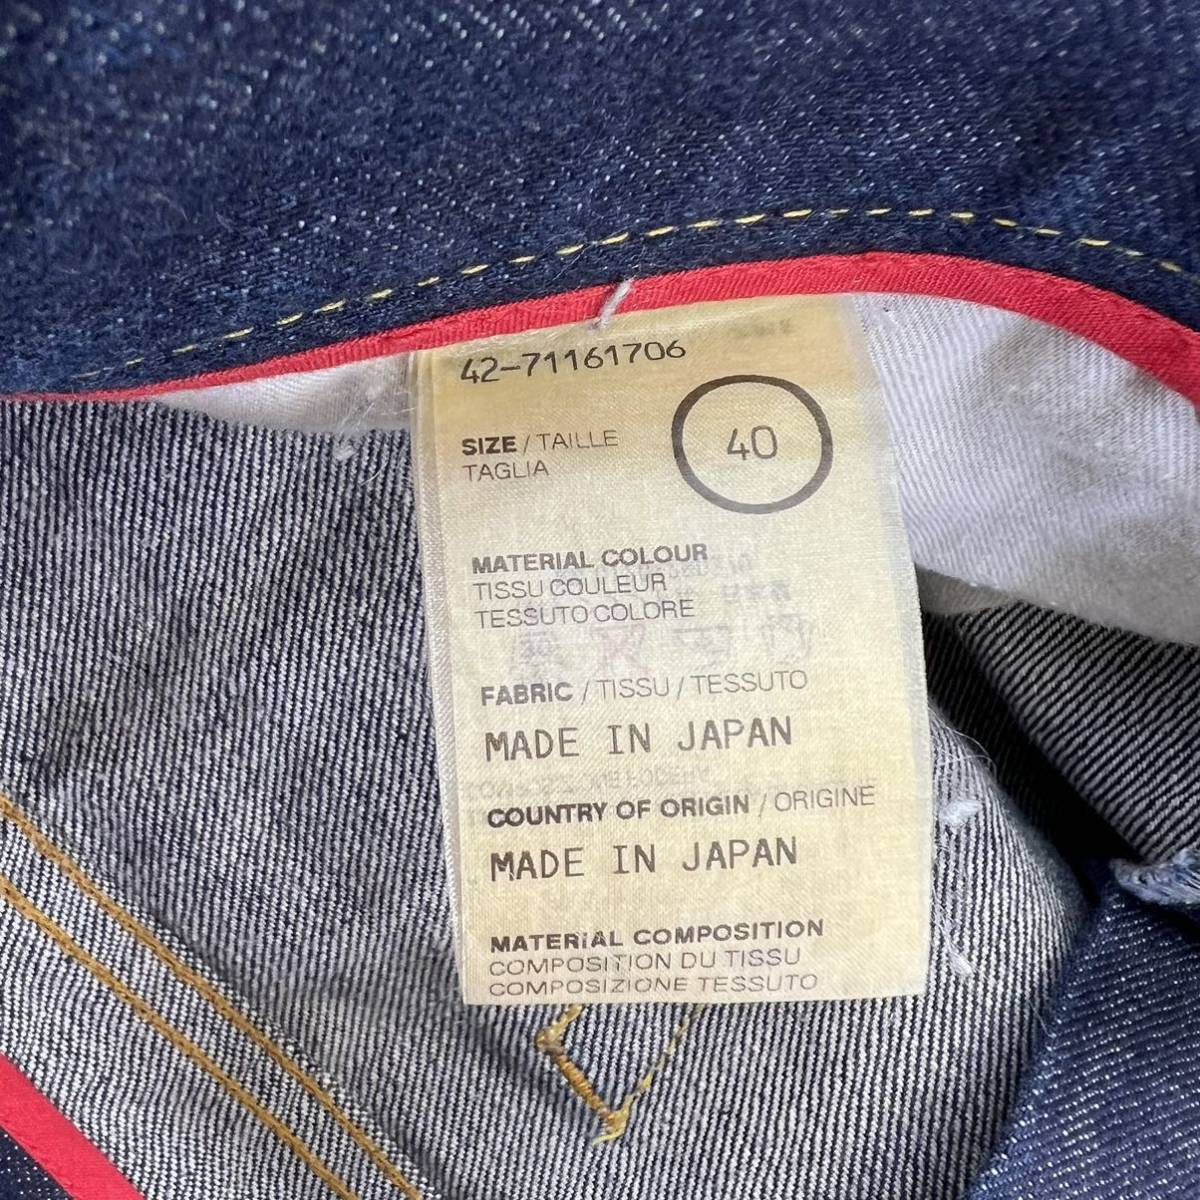 42-71161706
SIZE / TAILLE
TAGLIA
40
MATERIAL COLOUR
TISSU COULEUR
TESSUTO COLORE
30
FABRIC / TISSU / TESSUTO
MADE IN JAPAN
COUNTRY OF ORIGIN / ORIGINE
MADE IN JAPAN
MATERIAL COMPOSITION
COMPOSITION DU TISSU
COMPOSIZIONE TESSUTO